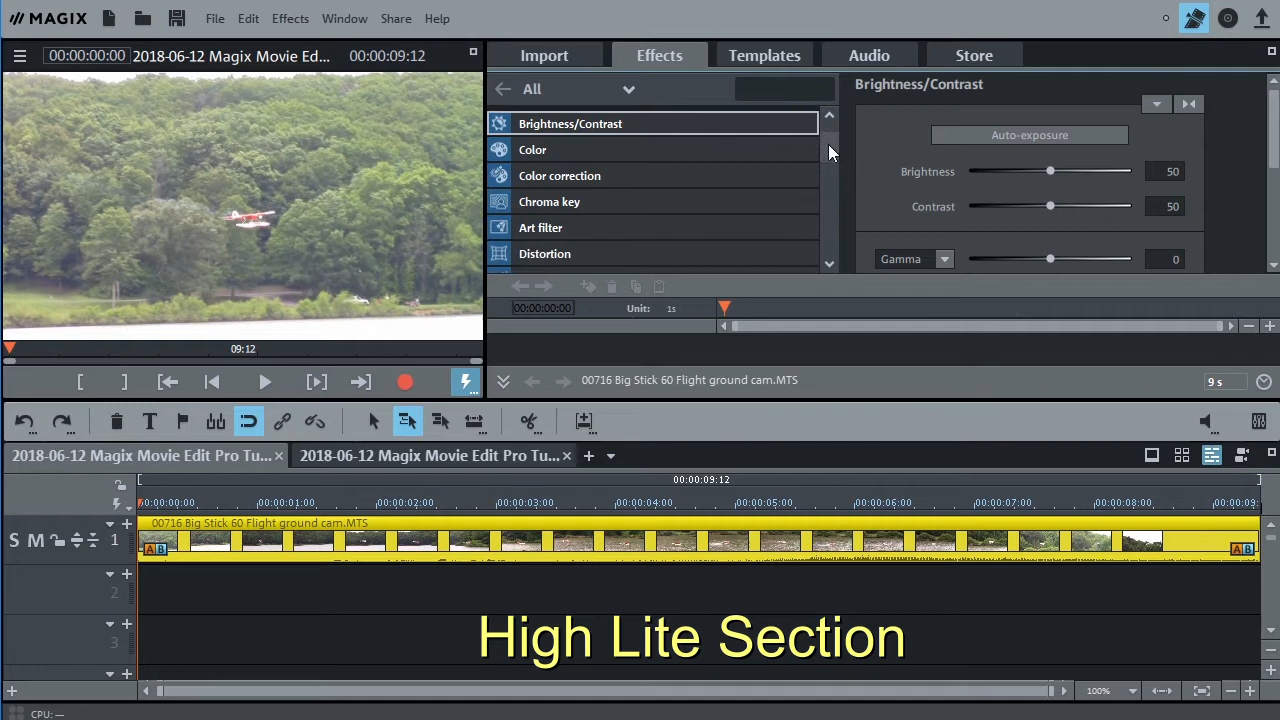 MAGIX File Edit Effects Window Share Help
00:00:00:00 2018-06-12 Magix Movie Edi... 00:00:09:12
Import Effects Templates Audio Store
All
Brightness/Contrast
Color
Color correction
Chroma key
Art filter
Distortion
Brightness/Contrast
Auto-exposure
Brightness 50
Contrast 50
Gamma 0
00:00:00:00 Unit: 1s
09:12
00716 Big Stick 60 Flight ground cam.MTS 9 s
2018-06-12 Magix Movie Edit Pro Tu... 2018-06-12 Magix Movie Edit Pro Tu...
00:00:09:12
00:00:00:00 00:00:01:00 00:00:02:00 00:00:03:00 00:00:04:00 00:00:05:00 00:00:06:00 00:00:07:00 00:00:08:00 00:00:09:
00716 Big Stick 60 Flight ground cam.MTS
S M 1
A B A B
2
3
High Lite Section
100%
CPU: —